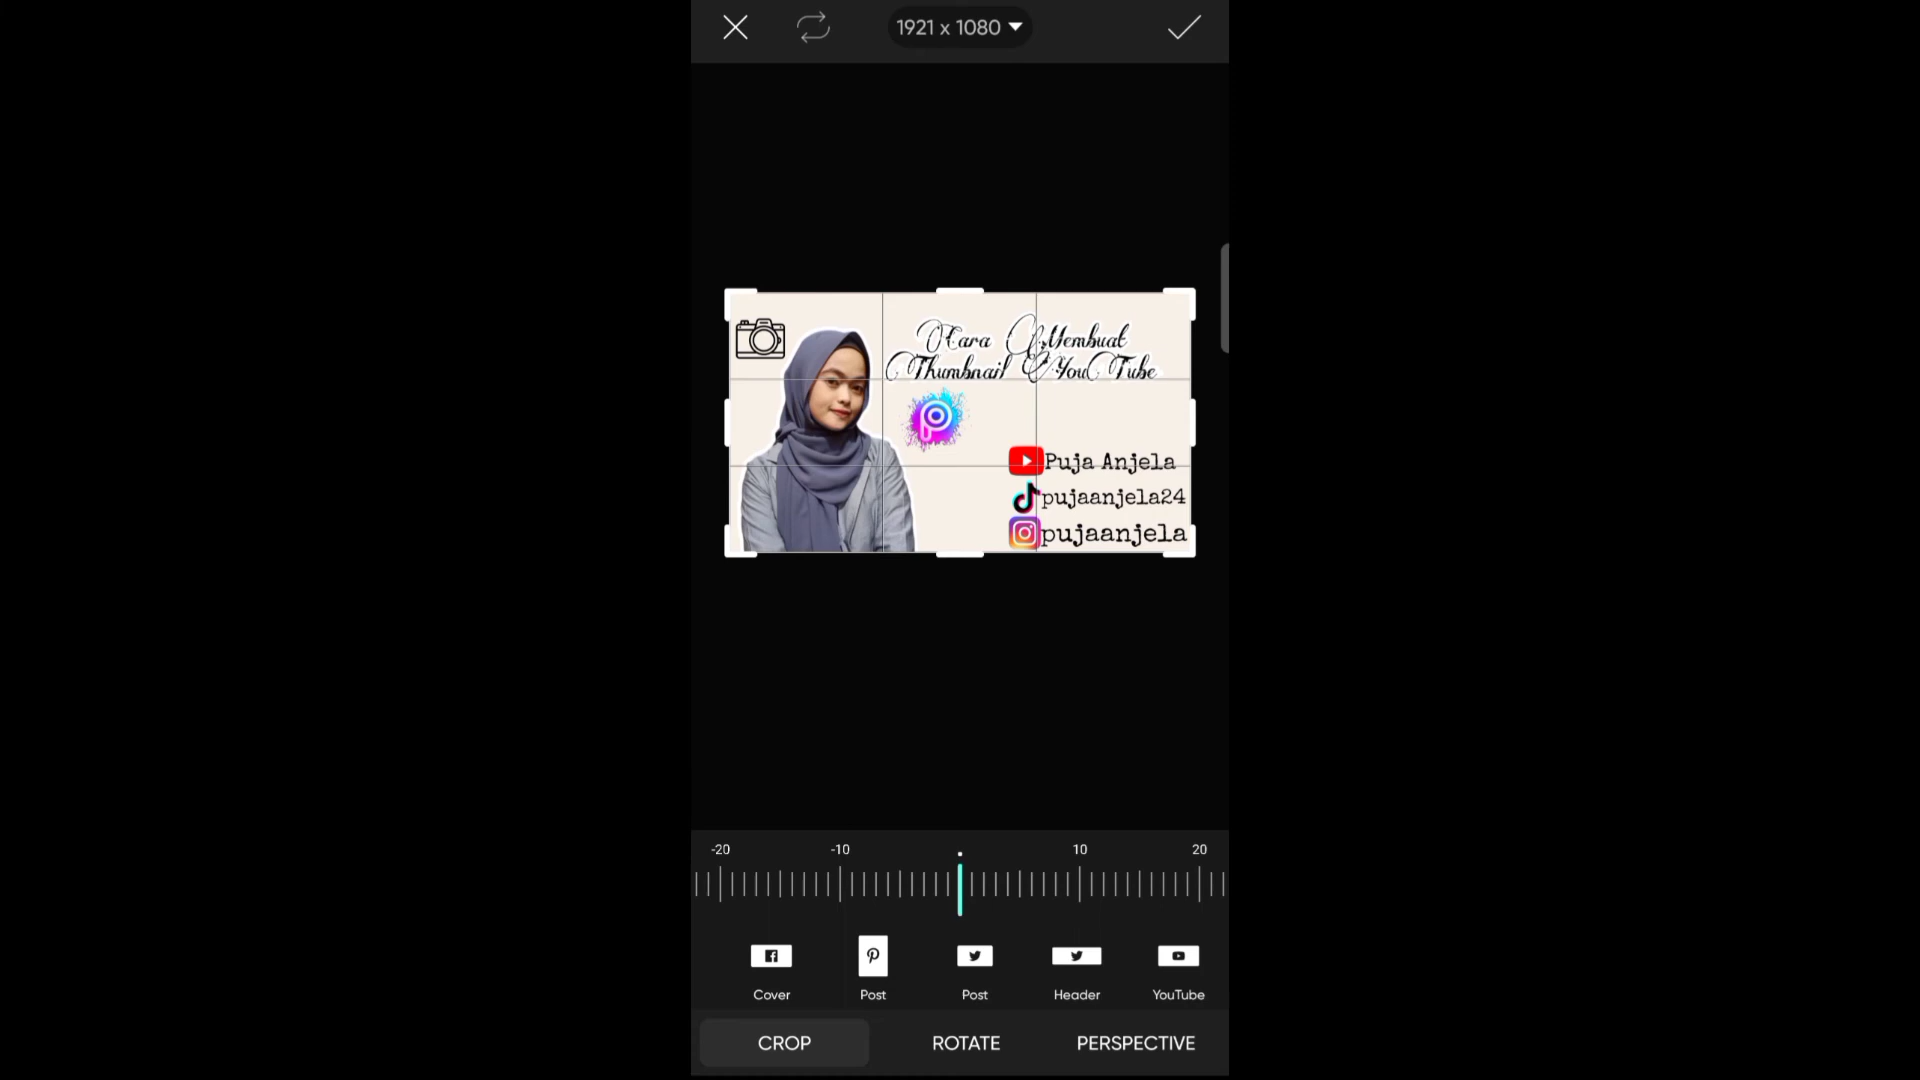 1921 x 1080
Cara Membuat
Thumbnail YouTube
Puja Anjela
pujaanjela24
pujaanjela
-20 -10 10 20
Cover Post Post Header YouTube
CROP ROTATE PERSPECTIVE